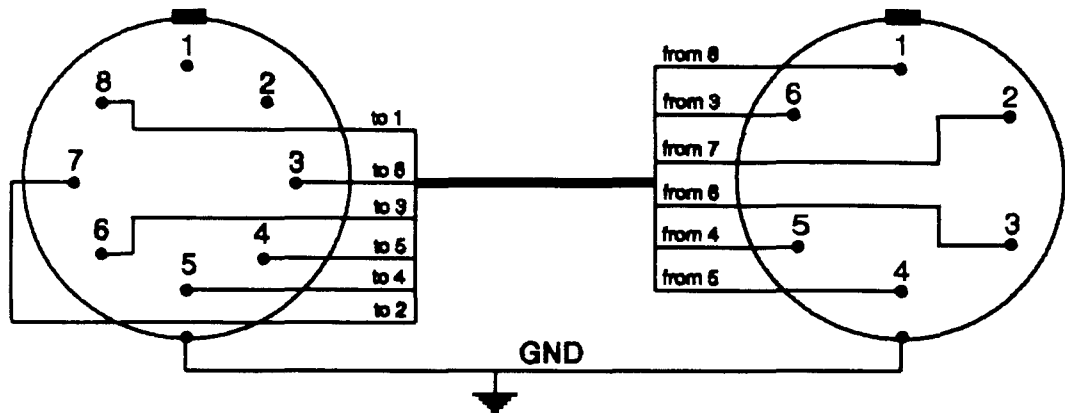 1
8
2
7
3
6
4
5
to 1
to 6
to 3
to 5
to 4
to 2
from 8
from 3
from 7
from 6
from 4
from 5
1
6
2
5
3
4
GND